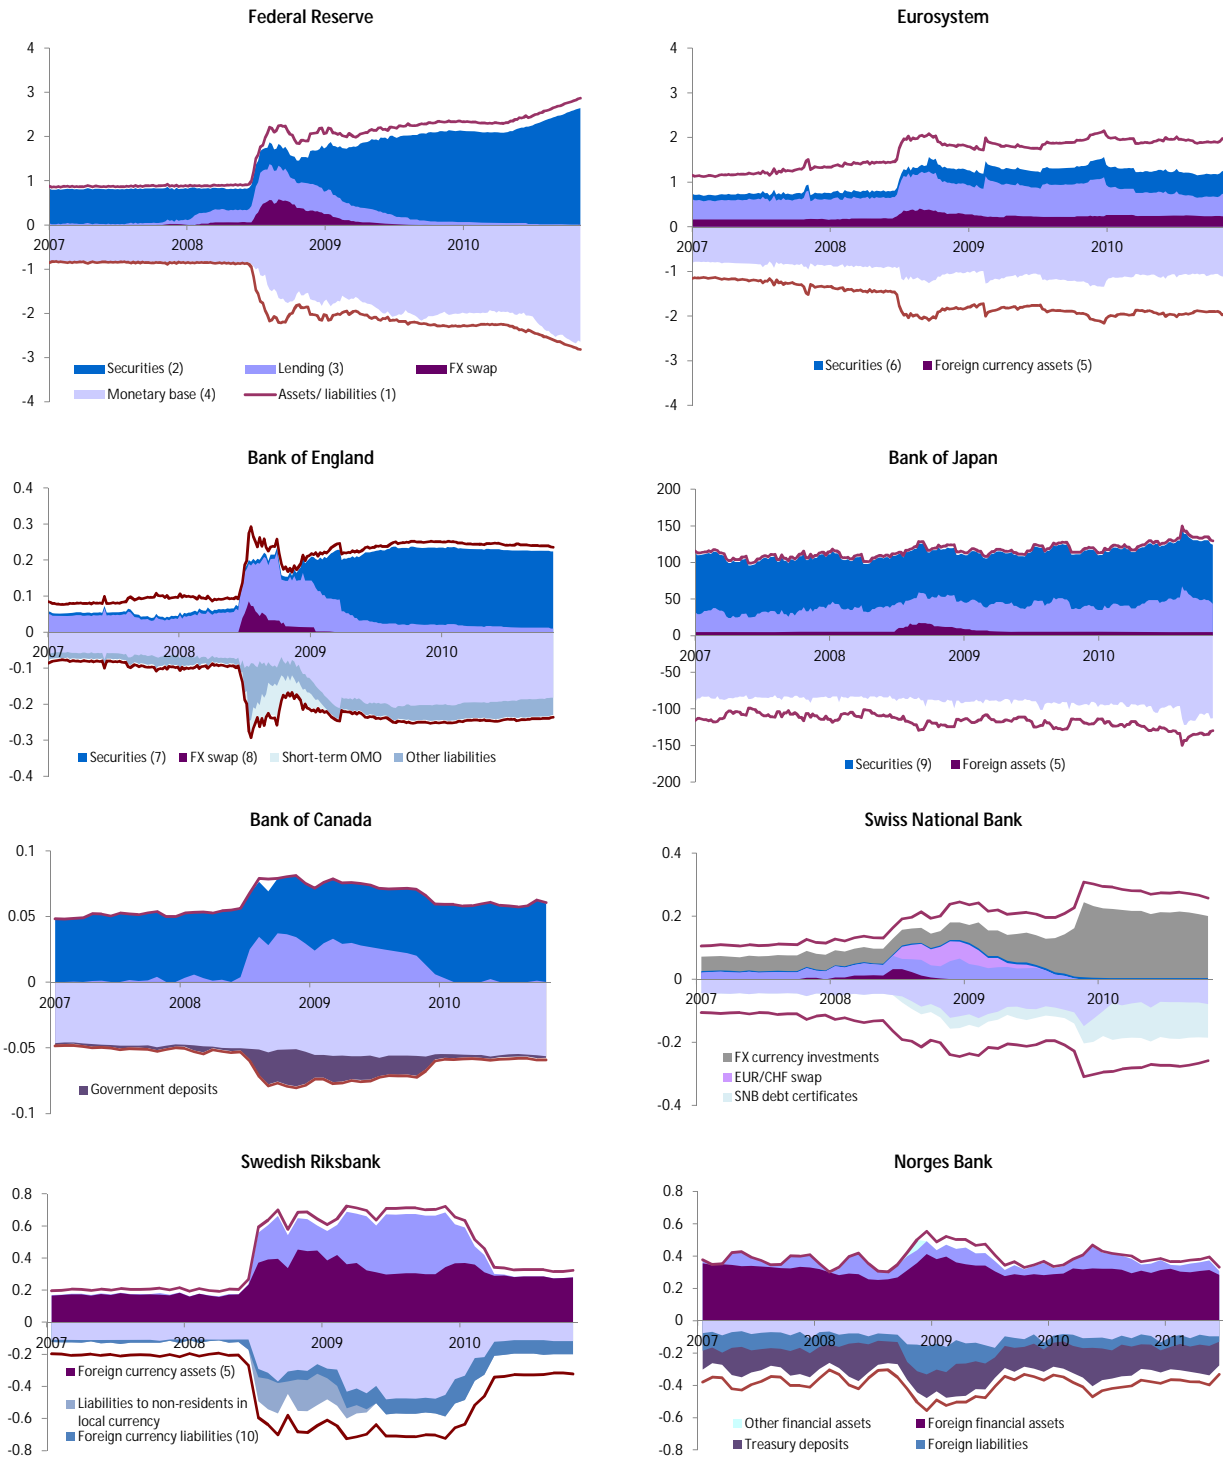 Federal Reserve
4
3
2
1
0
-1
-2
-3
-4
2007
2008
2009
2010
Securities (2)
Lending (3)
FX swap
Monetary base (4)
Assets/ liabilities (1)
Eurosystem
4
3
2
1
0
-1
-2
-3
-4
2007
2008
2009
2010
Securities (6)
Foreign currency assets (5)
Bank of England
0.4
0.3
0.2
0.1
0
-0.1
-0.2
-0.3
-0.4
2007
2008
2009
2010
Securities (7)
FX swap (8)
Short-term OMO
Other liabilities
Bank of Japan
200
150
100
50
0
-50
-100
-150
-200
2007
2008
2009
2010
Securities (9)
Foreign assets (5)
Bank of Canada
0.1
0.05
0
-0.05
-0.1
2007
2008
2009
2010
Government deposits
Swiss National Bank
0.4
0.2
0
-0.2
-0.4
2007
2008
2009
2010
FX currency investments
EUR/CHF swap
SNB debt certificates
Swedish Riksbank
0.8
0.6
0.4
0.2
0
-0.2
-0.4
-0.6
-0.8
2007
2008
2009
2010
Foreign currency assets (5)
Liabilities to non-residents in
local currency
Foreign currency liabilities (10)
Norges Bank
0.8
0.6
0.4
0.2
0
-0.2
-0.4
-0.6
-0.8
2007
2008
2009
2010
2011
Other financial assets
Foreign financial assets
Treasury deposits
Foreign liabilities